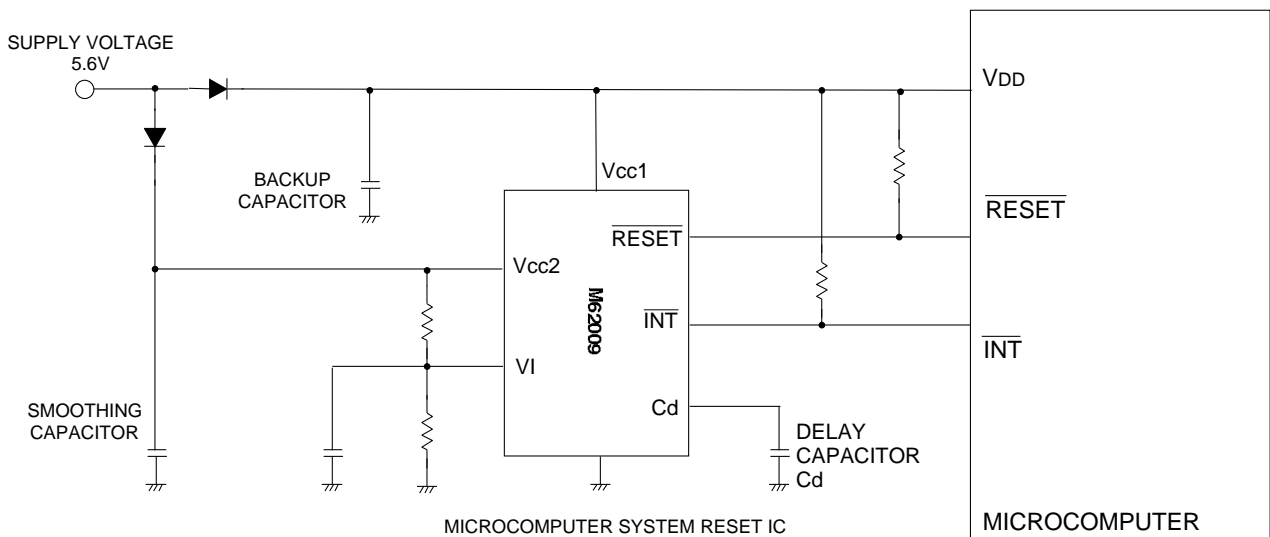 SUPPLY VOLTAGE
5.6V
VDD
Vcc1
BACKUP
CAPACITOR
RESET
RESET
Vcc2
M62009
INT
INT
VI
Cd
SMOOTHING
CAPACITOR
DELAY
CAPACITOR
Cd
MICROCOMPUTER SYSTEM RESET IC
MICROCOMPUTER